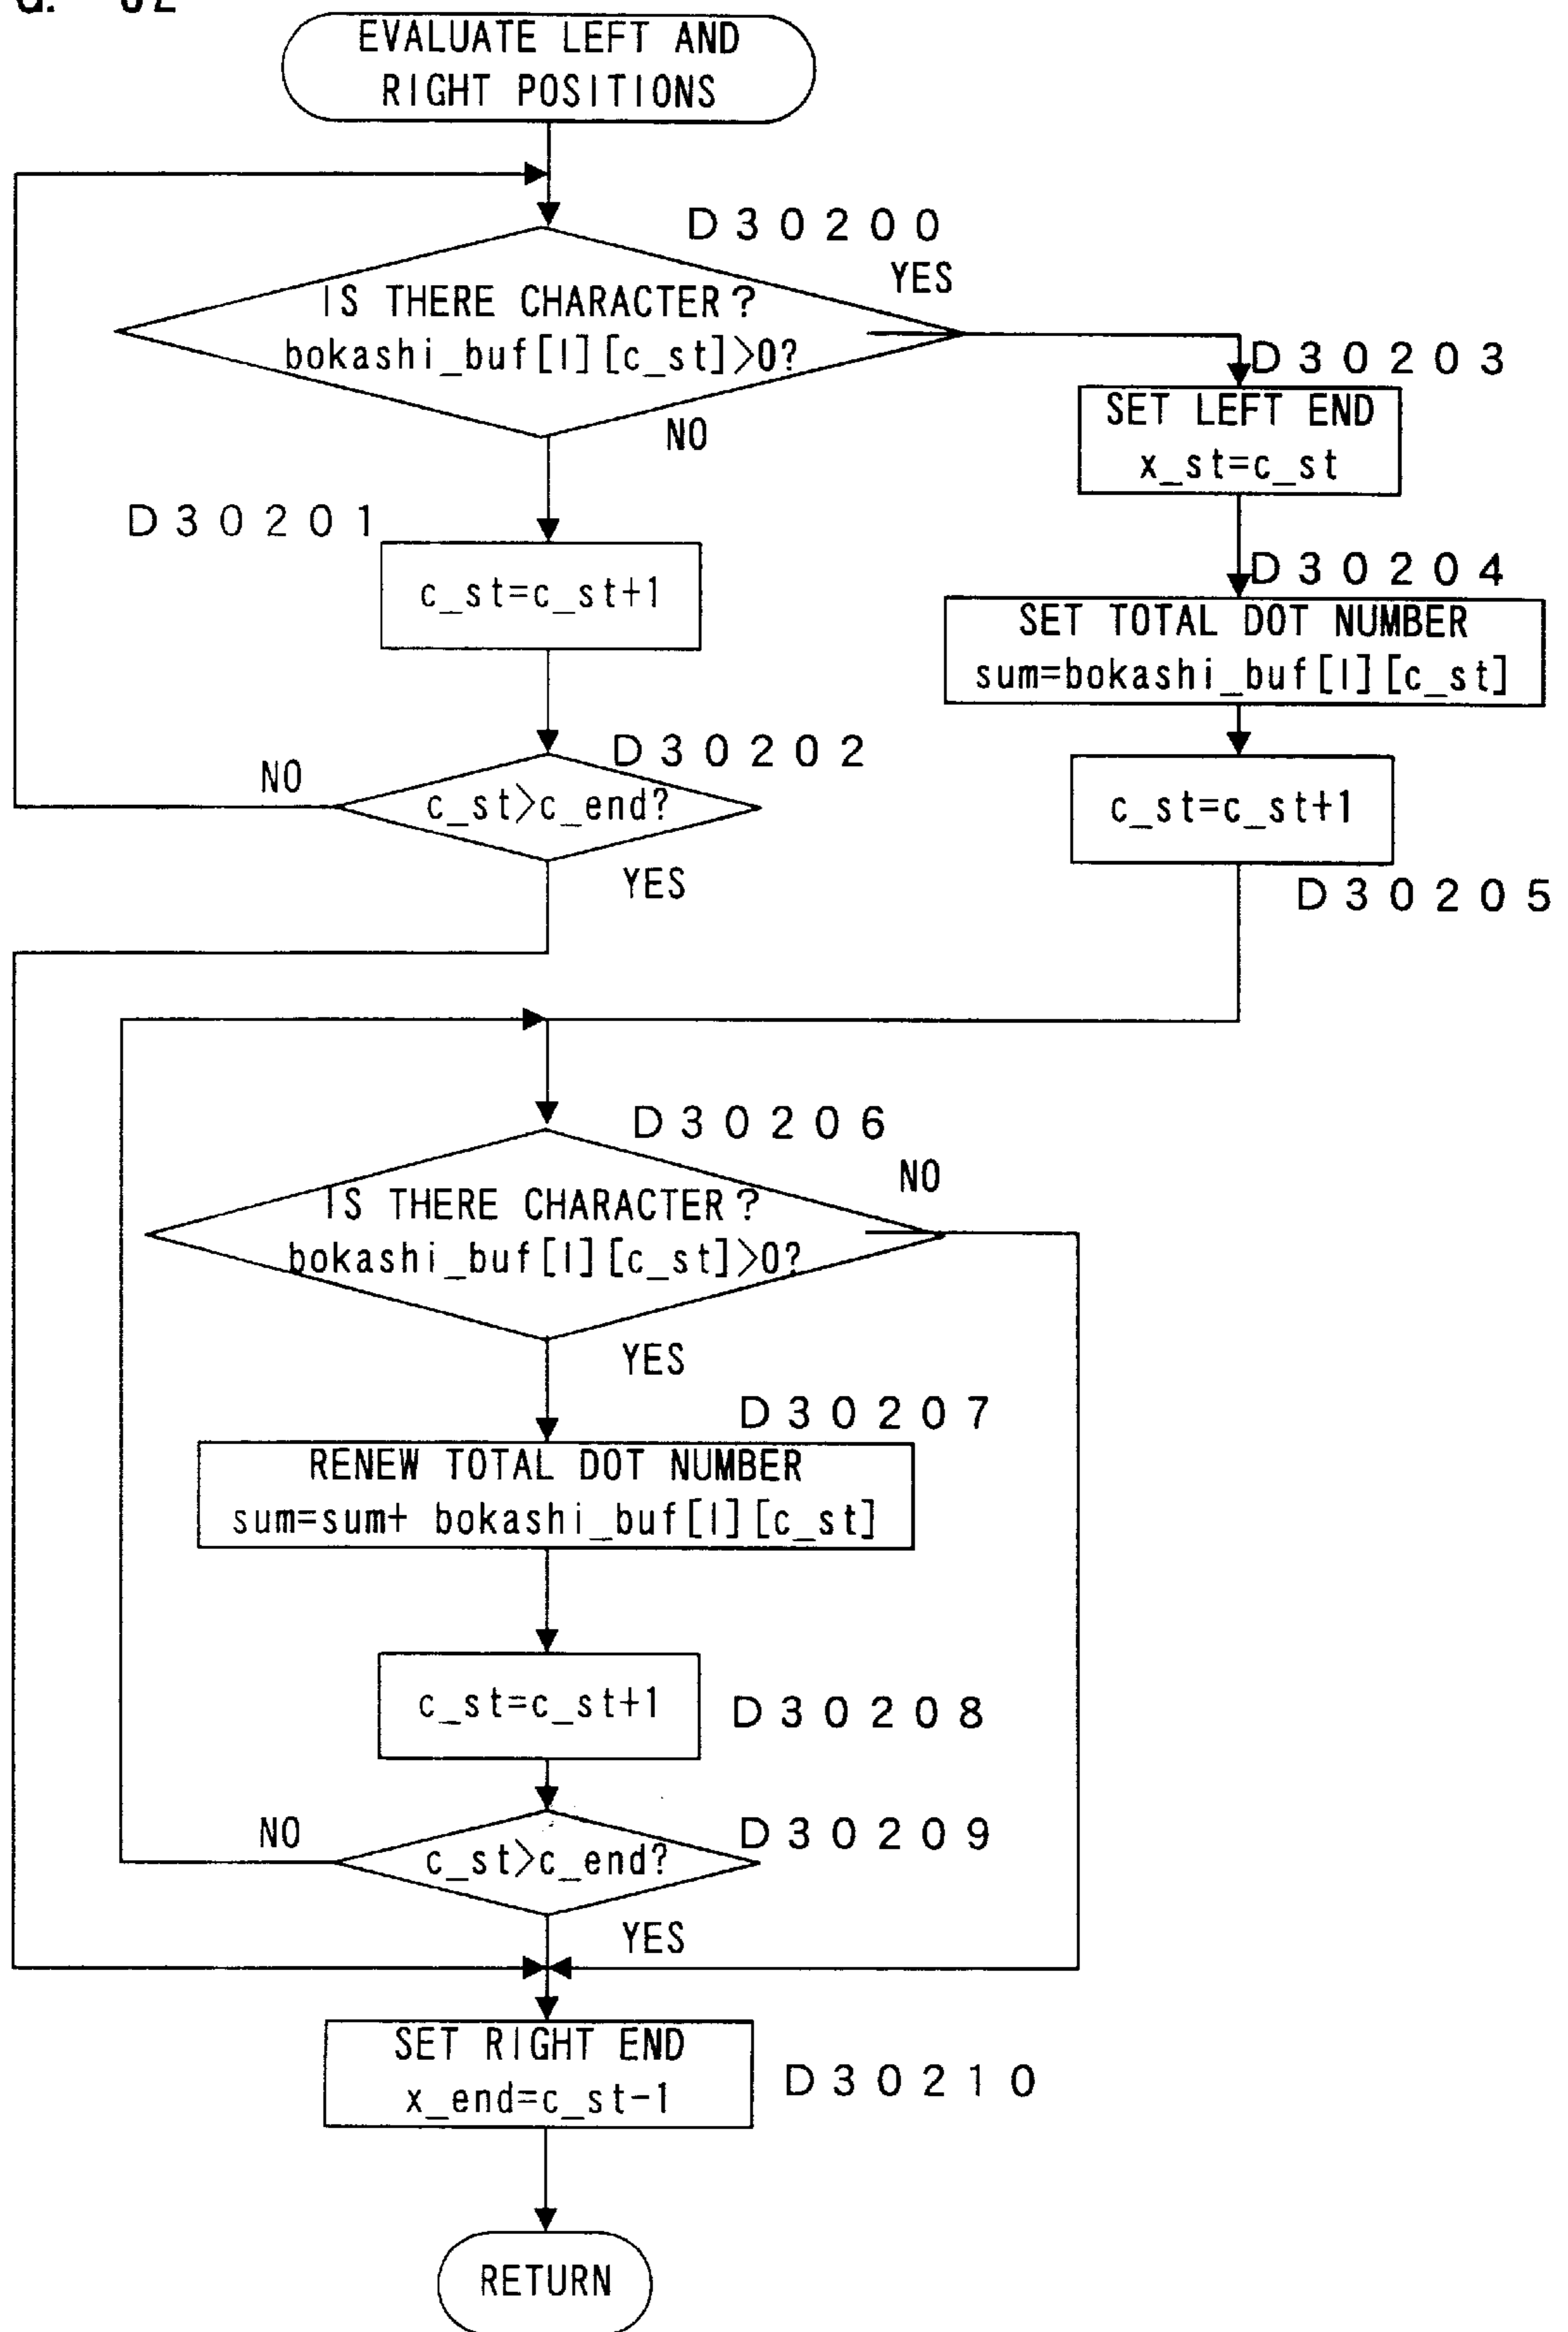 EVALUATE LEFT AND
RIGHT POSITIONS
D30200
YES
IS THERE CHARACTER?
bokashi_buf[l][c_st]>0?
NO
D30203
SET LEFT END
x_st=c_st
D30201
c_st=c_st+1
D30204
SET TOTAL DOT NUMBER
sum=bokashi_buf[l][c_st]
D30202
NO
c_st>c_end?
YES
c_st=c_st+1
D30205
D30206
NO
IS THERE CHARACTER?
bokashi_buf[l][c_st]>0?
YES
D30207
RENEW TOTAL DOT NUMBER
sum=sum+ bokashi_buf[l][c_st]
c_st=c_st+1
D30208
NO
D30209
c_st>c_end?
YES
SET RIGHT END
x_end=c_st-1
D30210
RETURN